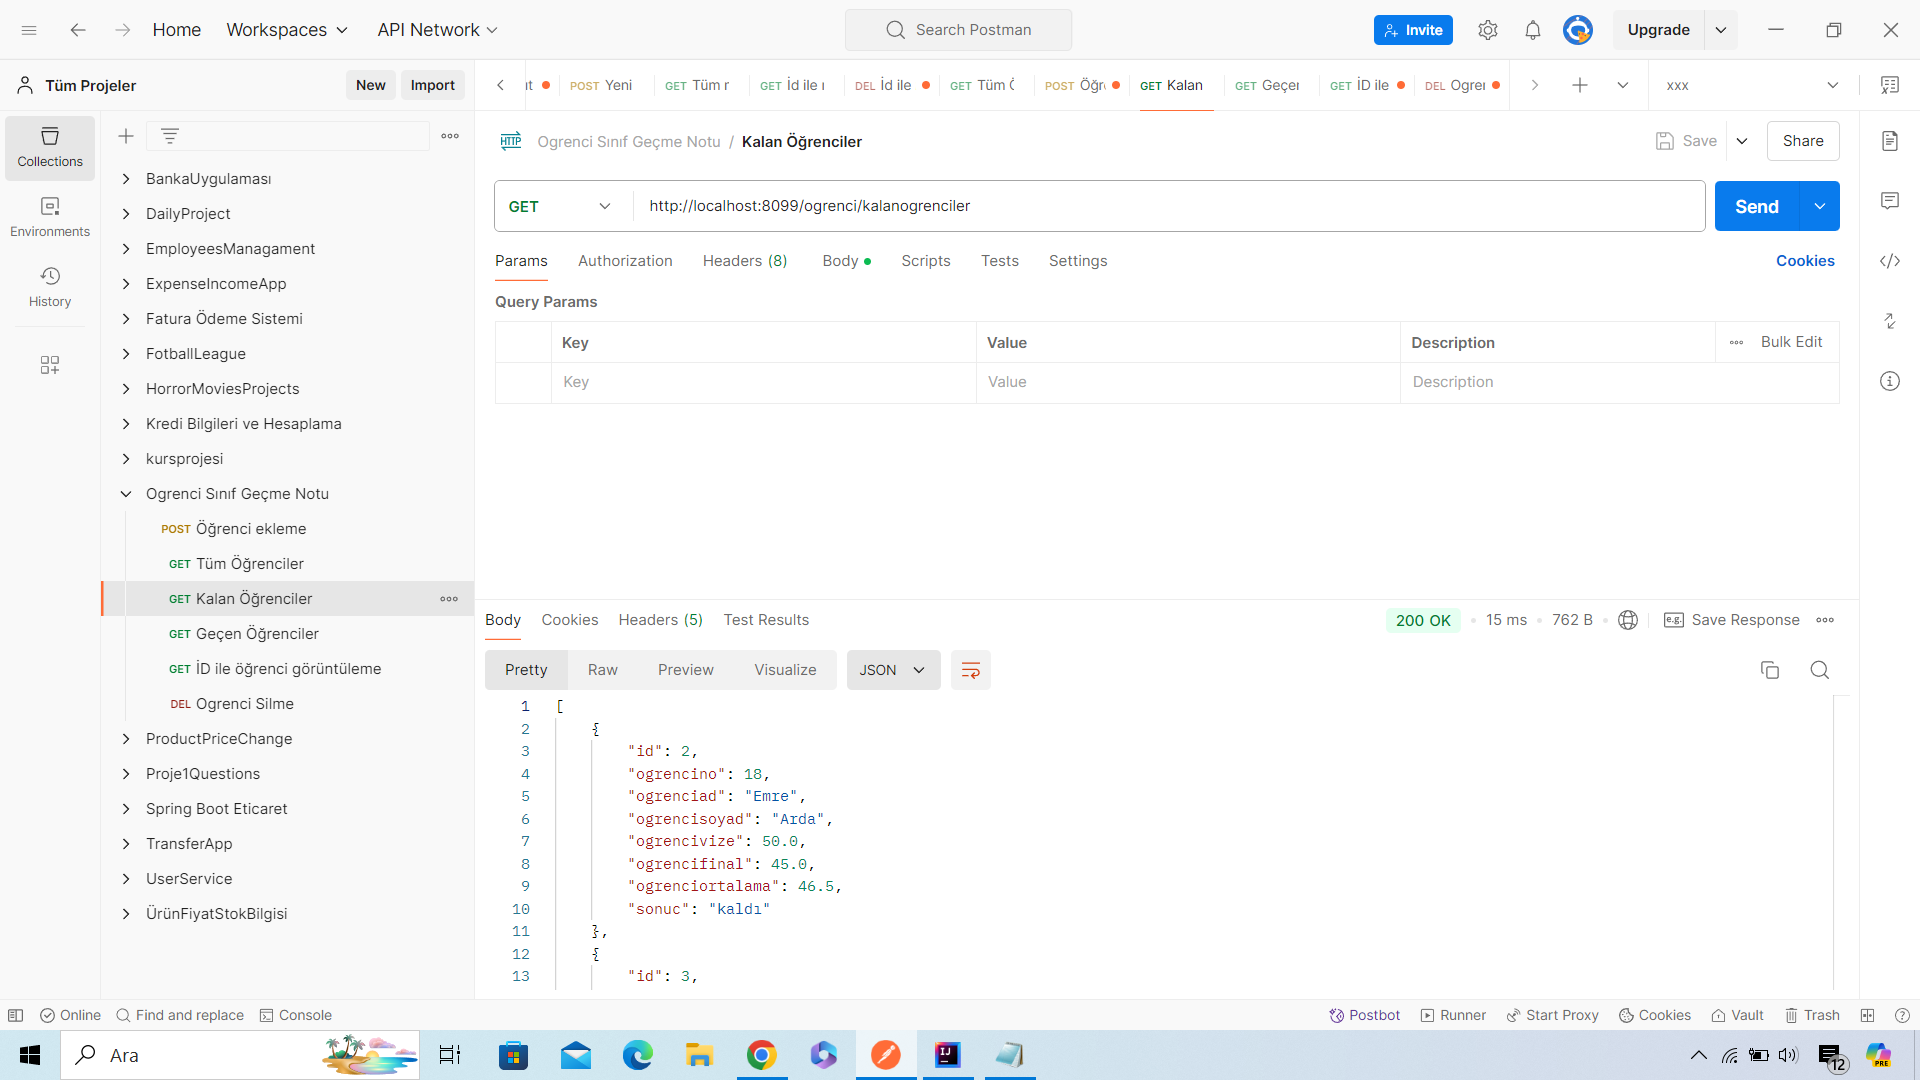 Home Workspaces API Network Search Postman Invite Upgrade
Tüm Projeler New Import
POST Yeni GET Tüm GET İd ile DEL İd ile GET Tüm POST Öğr GET Kalan GET Geçer GET İD ile DEL Ogrer xxx
Collections
Environments
History
BankaUygulaması
DailyProject
EmployeesManagament
ExpenseIncomeApp
Fatura Ödeme Sistemi
FotballLeague
HorrorMoviesProjects
Kredi Bilgileri ve Hesaplama
kursprojesi
Ogrenci Sınıf Geçme Notu
POST Öğrenci ekleme
GET Tüm Öğrenciler
GET Kalan Öğrenciler
GET Geçen Öğrenciler
GET İD ile öğrenci görüntüleme
DEL Ogrenci Silme
ProductPriceChange
Proje1Questions
Spring Boot Eticaret
TransferApp
UserService
ÜrünFiyatStokBilgisi
HTTP Ogrenci Sınıf Geçme Notu / Kalan Öğrenciler Save Share
GET http://localhost:8099/ogrenci/kalanogrenciler Send
Params Authorization Headers (8) Body Scripts Tests Settings Cookies
Query Params
Key Value Description Bulk Edit
Key Value Description
Body Cookies Headers (5) Test Results 200 OK 15 ms 762 B e.g. Save Response
Pretty Raw Preview Visualize JSON
1 [
2 {
3 "id": 2,
4 "ogrencino": 18,
5 "ogrenciad": "Emre",
6 "ogrencisoyad": "Arda",
7 "ogrencivize": 50.0,
8 "ogrencifinal": 45.0,
9 "ogrenciortalama": 46.5,
10 "sonuc": "kaldı"
11 },
12 {
13 "id": 3,
Online Find and replace Console Postbot Runner Start Proxy Cookies Vault Trash
Ara IJ 12 PRE